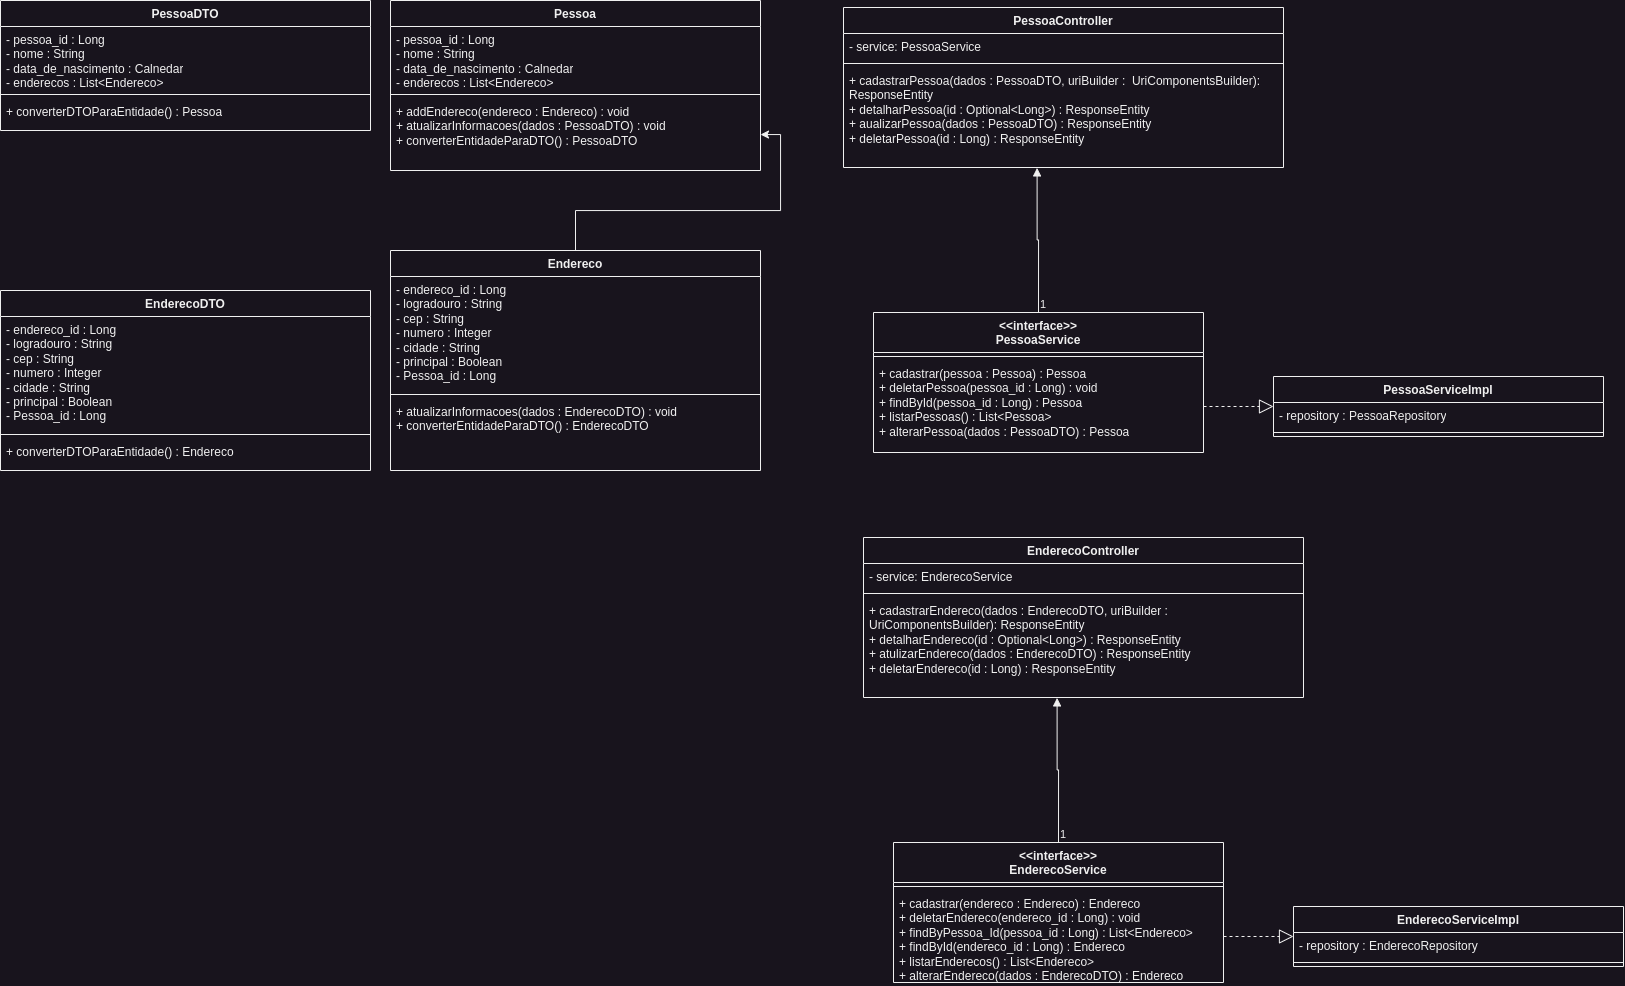 PessoaDTO
- pessoa_id : Long
- nome : String
- data_de_nascimento : Calnedar
- enderecos : List<Endereco>
+ converterDTOParaEntidade() : Pessoa
Pessoa
- pessoa_id : Long
- nome : String
- data_de_nascimento : Calnedar
- enderecos : List<Endereco>
+ addEndereco(endereco : Endereco) : void
+ atualizarInformacoes(dados : PessoaDTO) : void
+ converterEntidadeParaDTO() : PessoaDTO
PessoaController
- service: PessoaService
+ cadastrarPessoa(dados : PessoaDTO, uriBuilder : UriComponentsBuilder):
ResponseEntity
+ detalharPessoa(id : Optional<Long>) : ResponseEntity
+ aualizarPessoa(dados : PessoaDTO) : ResponseEntity
+ deletarPessoa(id : Long) : ResponseEntity
EnderecoDTO
- endereco_id : Long
- logradouro : String
- cep : String
- numero : Integer
- cidade : String
- principal : Boolean
- Pessoa_id : Long
+ converterDTOParaEntidade() : Endereco
Endereco
- endereco_id : Long
- logradouro : String
- cep : String
- numero : Integer
- cidade : String
- principal : Boolean
- Pessoa_id : Long
+ atualizarInformacoes(dados : EnderecoDTO) : void
+ converterEntidadeParaDTO() : EnderecoDTO
1
<<interface>>
PessoaService
+ cadastrar(pessoa : Pessoa) : Pessoa
+ deletarPessoa(pessoa_id : Long) : void
+ findById(pessoa_id : Long) : Pessoa
+ listarPessoas() : List<Pessoa>
+ alterarPessoa(dados : PessoaDTO) : Pessoa
PessoaServiceImpl
- repository : PessoaRepository
EnderecoController
- service: EnderecoService
+ cadastrarEndereco(dados : EnderecoDTO, uriBuilder :
UriComponentsBuilder): ResponseEntity
+ detalharEndereco(id : Optional<Long>) : ResponseEntity
+ atulizarEndereco(dados : EnderecoDTO) : ResponseEntity
+ deletarEndereco(id : Long) : ResponseEntity
1
<<interface>>
EnderecoService
+ cadastrar(endereco : Endereco) : Endereco
+ deletarEndereco(endereco_id : Long) : void
+ findByPessoa_Id(pessoa_id : Long) : List<Endereco>
+ findById(endereco_id : Long) : Endereco
+ listarEnderecos() : List<Endereco>
+ alterarEndereco(dados : EnderecoDTO) : Endereco
EnderecoServiceImpl
- repository : EnderecoRepository